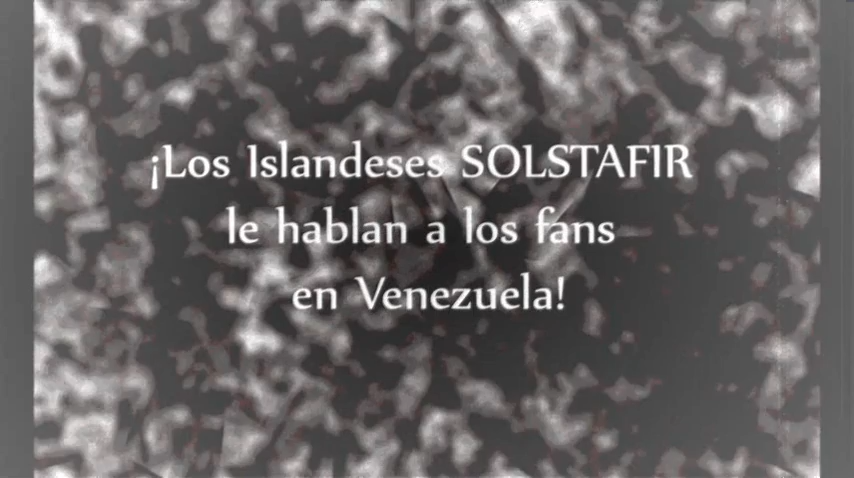 ¡Los Islandeses SOLSTAFIR
le hablan a los fans
en Venezuela!